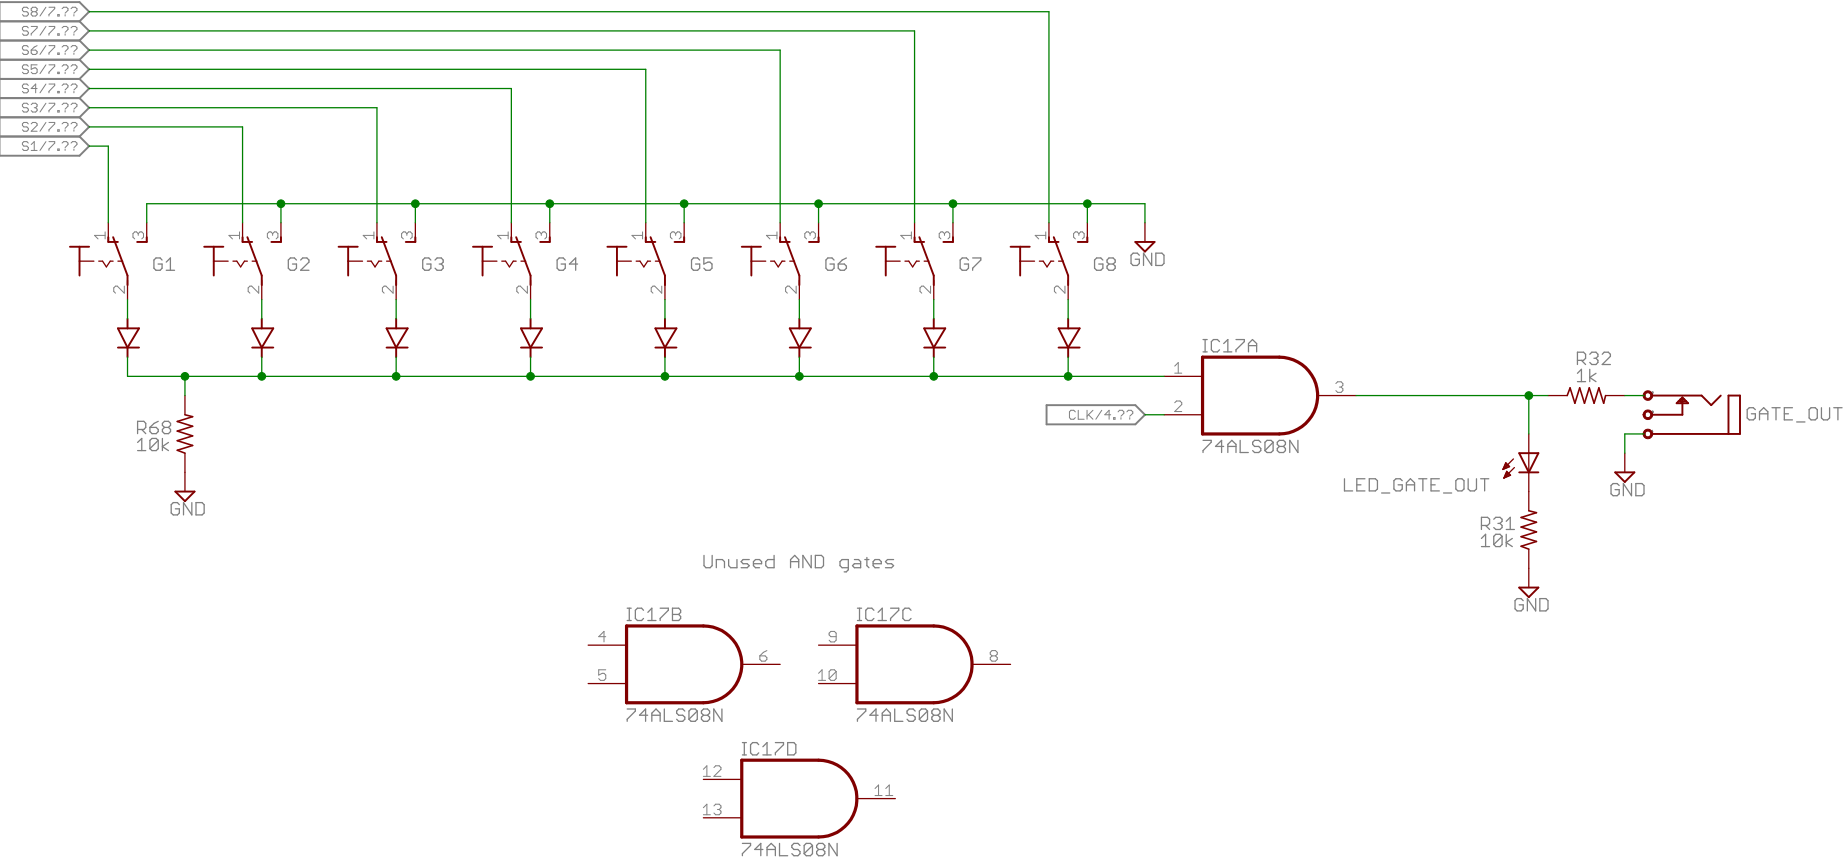 S8/7.??
S7/7.??
S6/7.??
S5/7.??
S4/7.??
S3/7.??
S2/7.??
S1/7.??
1 3 1 3 1 3 1 3 1 3 1 3 1 3 1 3
G1 G2 G3 G4 G5 G6 G7 G8 GND
2 2 2 2 2 2 2 2
IC17A
1
2
3
CLK/4.??
74ALS08N
R32
1k
GATE_OUT
R68
10k
GND
LED_GATE_OUT
GND
R31
10k
GND
Unused AND gates
IC17B
4
5
6
74ALS08N
IC17C
9
10
8
74ALS08N
IC17D
12
13
11
74ALS08N